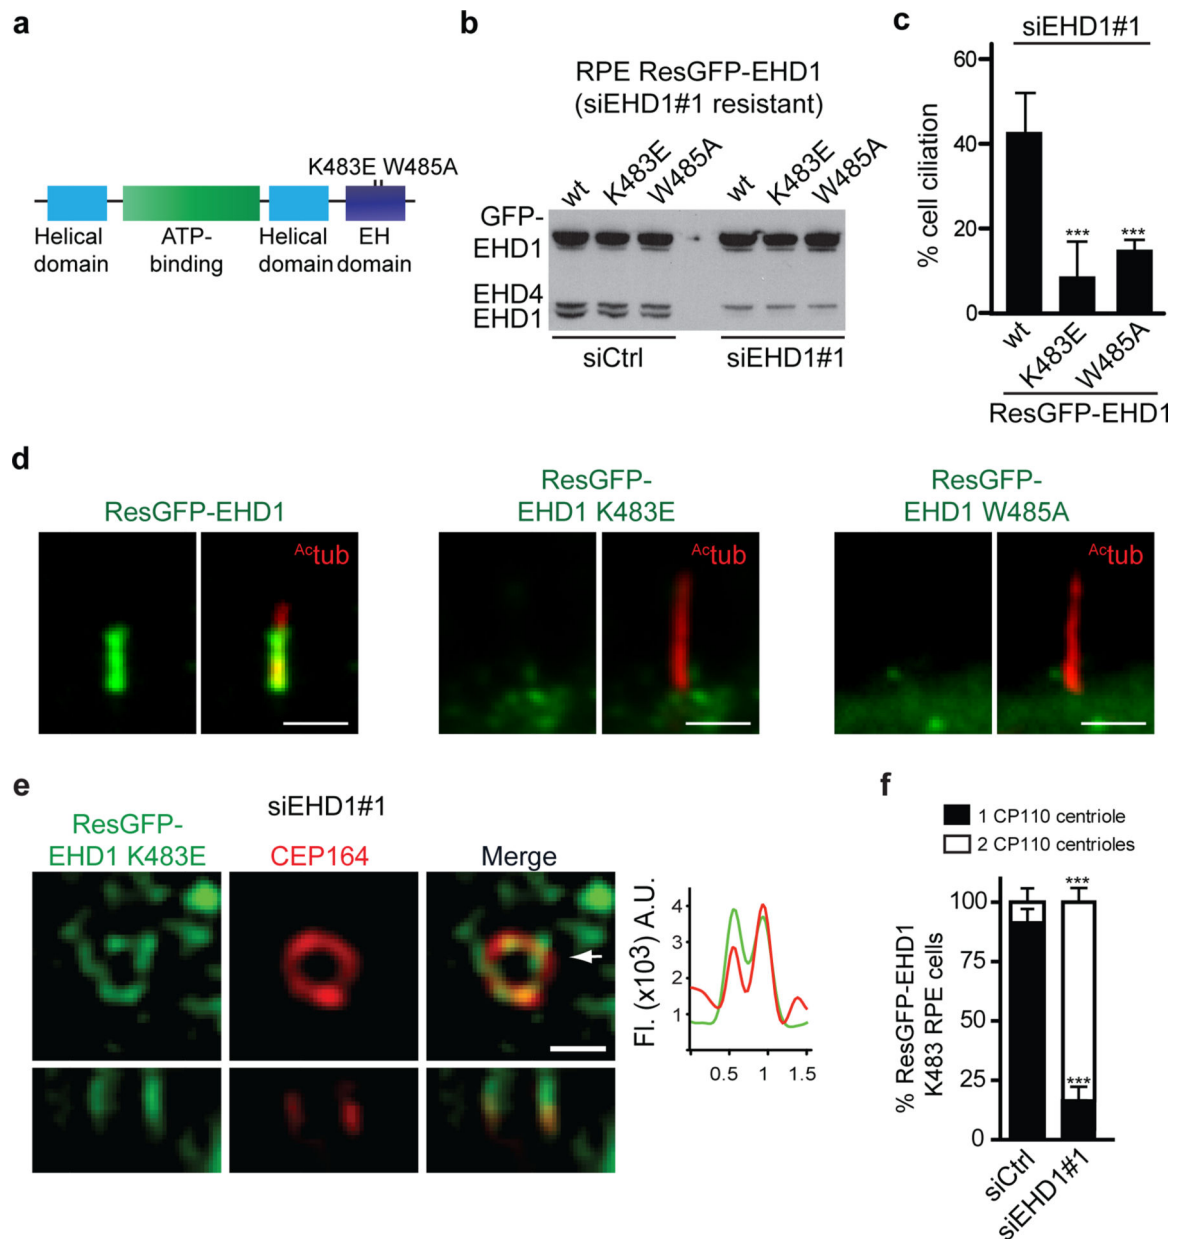 a
K483E W485A
Helical domain
ATP-binding
Helical domain
EH domain
b
RPE ResGFP-EHD1
(siEHD1#1 resistant)
wt
K483E
W485A
wt
K483E
W485A
GFP-
EHD1
EHD4
EHD1
siCtrl
siEHD1#1
c
siEHD1#1
% cell ciliation
60
40
20
0
***
***
wt
K483E
W485A
ResGFP-EHD1
d
ResGFP-EHD1
Actub
ResGFP-
EHD1 K483E
Actub
ResGFP-
EHD1 W485A
Actub
e
siEHD1#1
ResGFP-
EHD1 K483E
CEP164
Merge
FI. (x103) A.U.
4
3
2
1
0.5
1
1.5
f
1 CP110 centriole
2 CP110 centrioles
% ResGFP-EHD1
K483 RPE cells
100
75
50
25
0
***
***
siCtrl
siEHD1#1